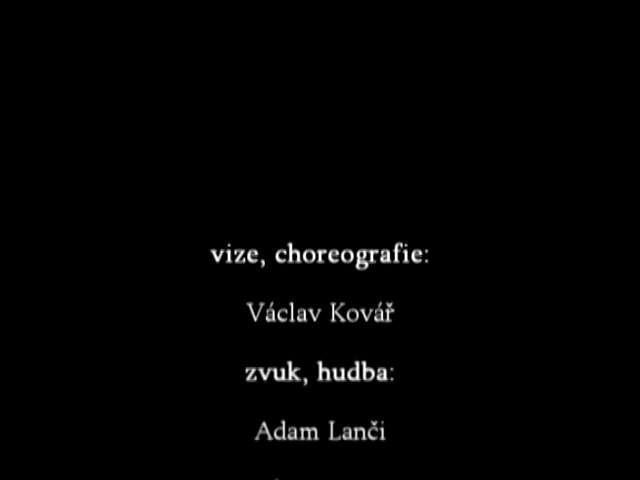 vize, choreografie:
Václav Kovář
zvuk, hudba:
Adam Lanči